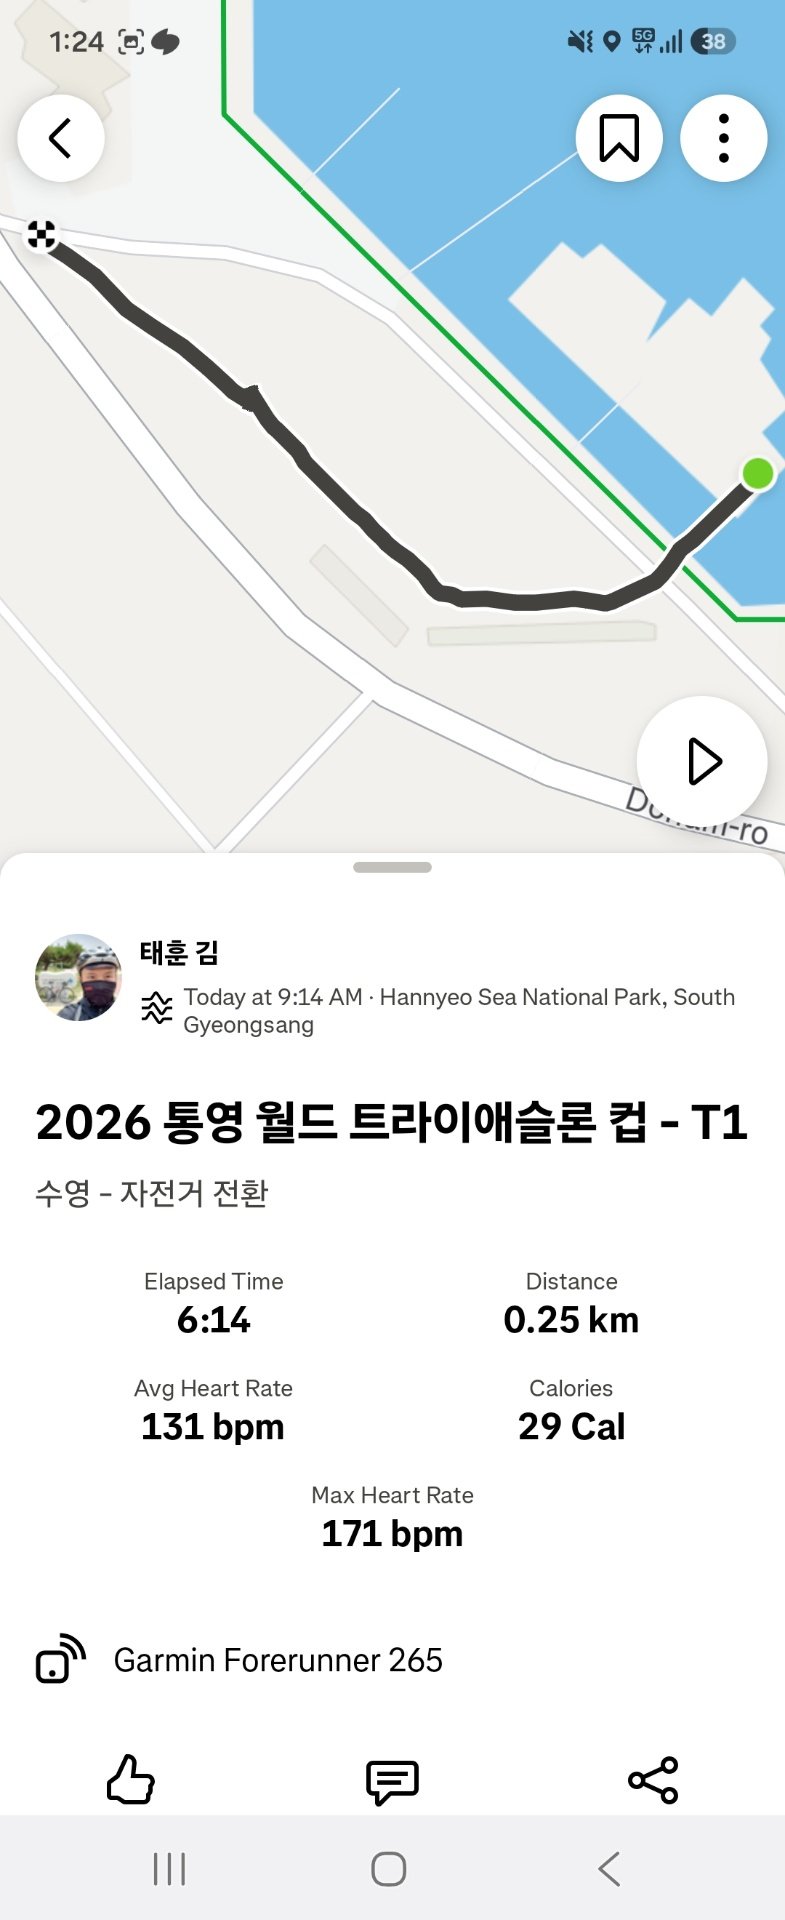 1:24
5G
38
ro
태훈 김
Today at 9:14 AM · Hannyeo Sea National Park, South
Gyeongsang
2026 통영 월드 트라이애슬론 컵 – T1
수영 – 자전거 전환
Elapsed Time
Distance
6:14
0.25 km
Avg Heart Rate
Calories
131 bpm
29 Cal
Max Heart Rate
171 bpm
Garmin Forerunner 265